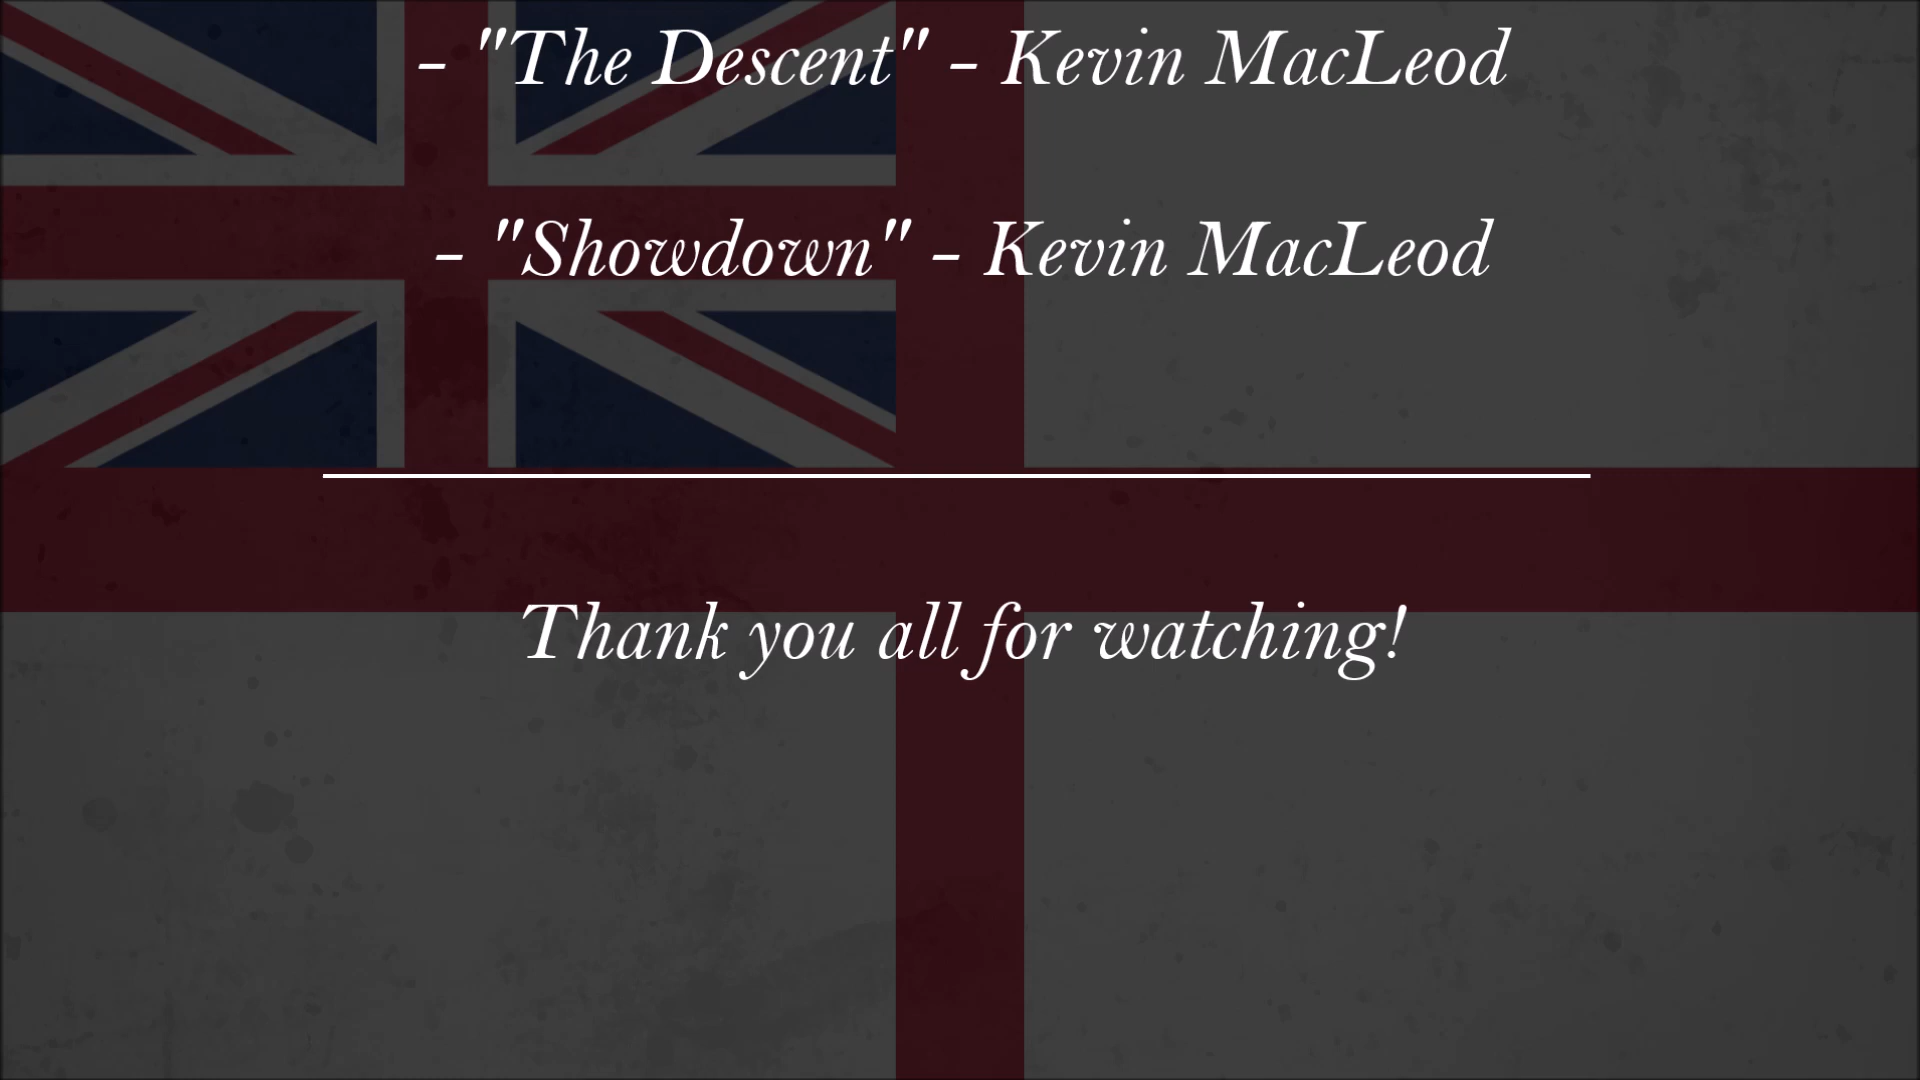 - "The Descent" - Kevin MacLeod
- "Showdown" - Kevin MacLeod
Thank you all for watching!